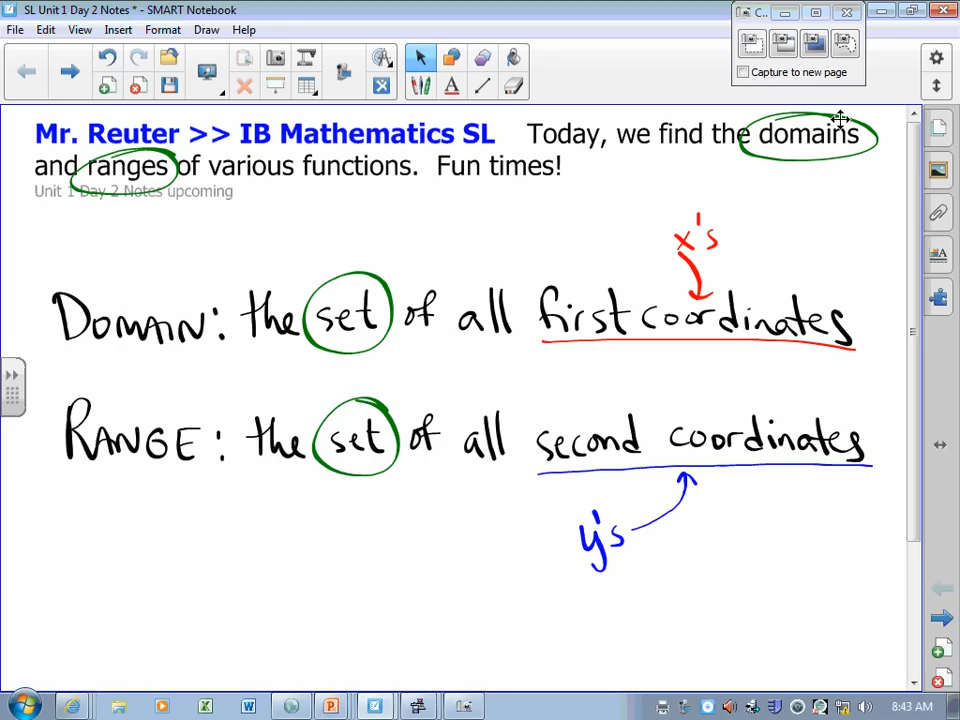 SL Unit 1 Day 2 Notes * - SMART Notebook
C..
File Edit View Insert Format Draw Help
Capture to new page
Mr. Reuter >> IB Mathematics SL Today, we find the domains
and ranges of various functions. Fun times!
Unit 1 Day 2 Notes upcoming
x's
DOMAIN: the set of all first coordinates
RANGE: the set of all second coordinates
y's
8:43 AM